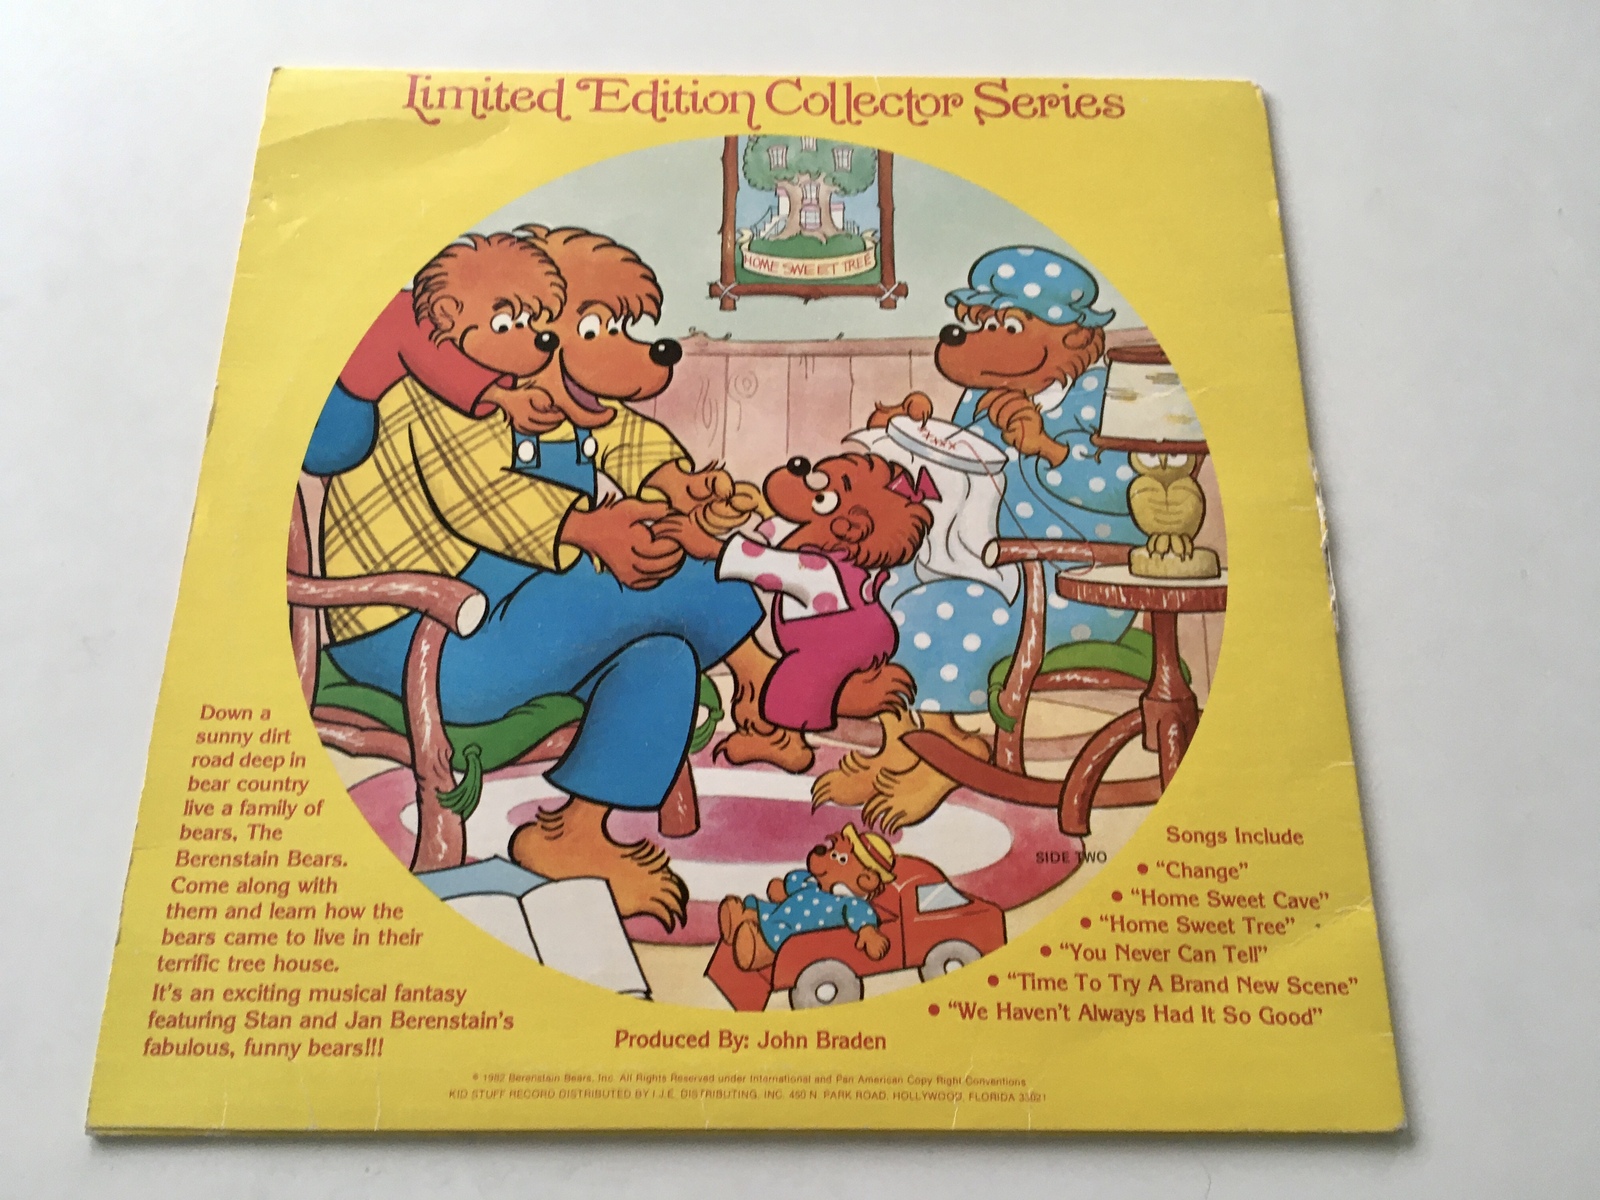 Limited Edition Collector Series
HOME SWEET TREE
Down a
sunny dirt
road deep in
bear country
live a family of
bears, The
Berenstain Bears.
Come along with
them and learn how the
bears came to live in their
terrific tree house.
It's an exciting musical fantasy
featuring Stan and Jan Berenstain's
fabulous, funny bears!!!
SIDE TWO
Songs Include
• "Change"
• "Home Sweet Cave"
• "Home Sweet Tree"
• "You Never Can Tell"
• "Time To Try A Brand New Scene"
• "We Haven't Always Had It So Good"
Produced By: John Braden
© 1982 Berenstain Bears, Inc. All Rights Reserved under International and Pan American Copy Right Conventions
KID STUFF RECORD DISTRIBUTED BY I.J.E. DISTRIBUTING, INC. 450 N. PARK ROAD, HOLLYWOOD, FLORIDA 33021